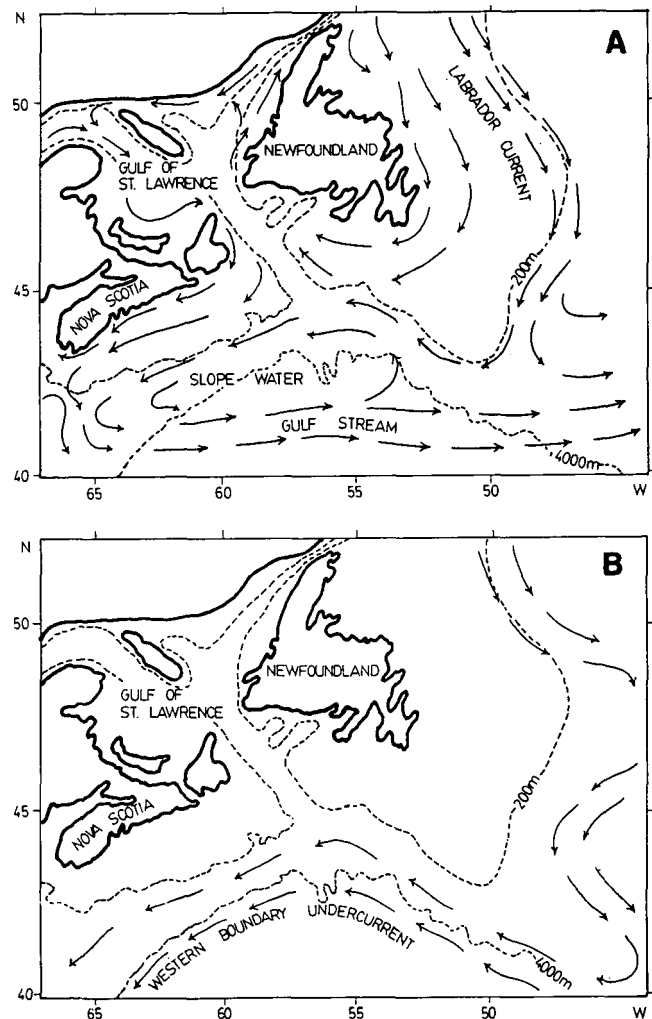 N
A
50
LABRADOR CURRENT
NEWFOUNDLAND
GULF OF
ST. LAWRENCE
200m
45
NOVA SCOTIA
SLOPE WATER
GULF STREAM
4000m
40
65
60
55
50
W
N
B
50
NEWFOUNDLAND
GULF OF
ST. LAWRENCE
200m
45
NOVA SCOTIA
WESTERN BOUNDARY UNDERCURRENT
4000m
40
65
60
55
50
W